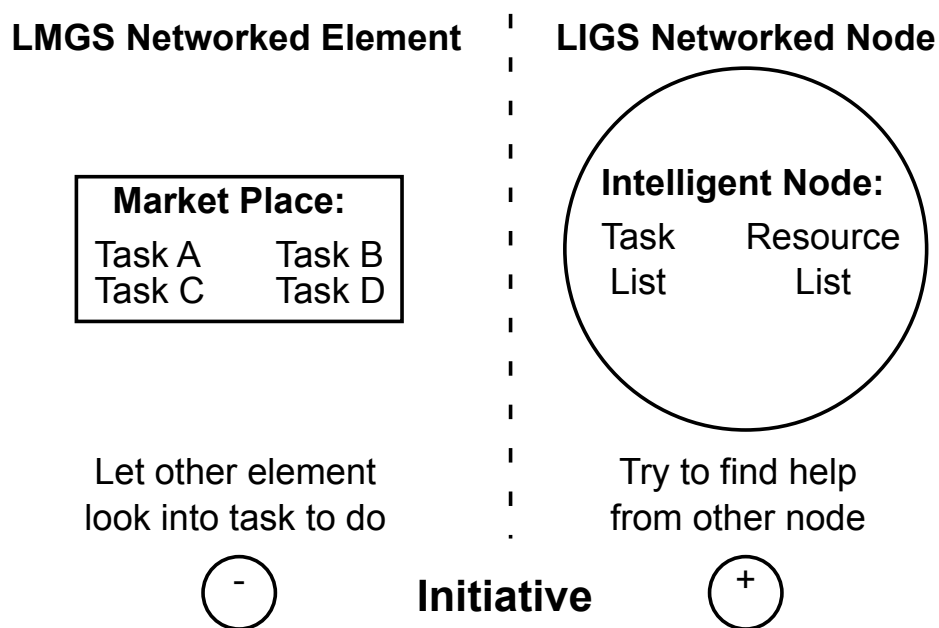 LMGS Networked Element
Market Place:
Task A Task B
Task C Task D
Let other element
look into task to do
-
LIGS Networked Node
Intelligent Node:
Task Resource
List List
Try to find help
from other node
+
Initiative